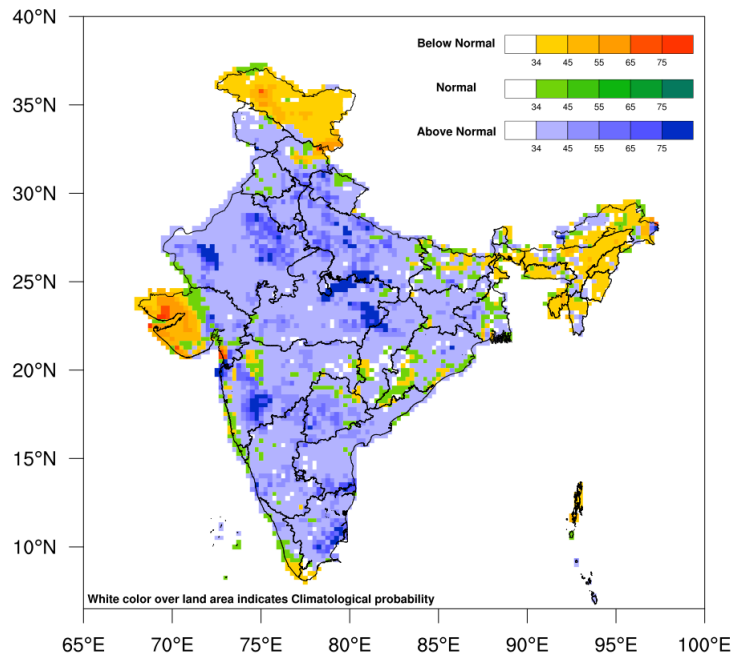 40°N
Below Normal
34 45 55 65 75
Normal
34 45 55 65 75
Above Normal
34 45 55 65 75
35°N
30°N
25°N
20°N
15°N
10°N
White color over land area indicates Climatological probability
65°E 70°E 75°E 80°E 85°E 90°E 95°E 100°E